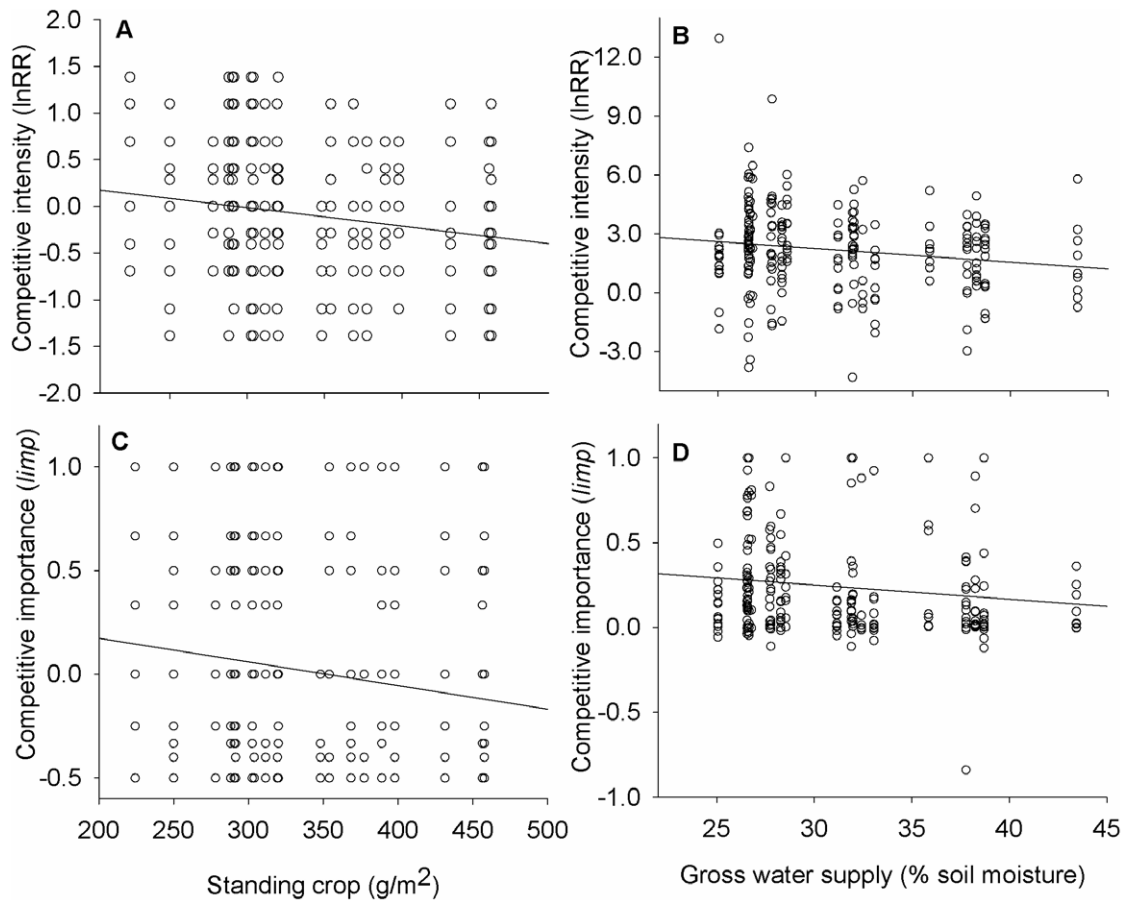 A
Competitive intensity (lnRR)
2.0
1.5
1.0
0.5
0.0
-0.5
-1.0
-1.5
-2.0
B
Competitive intensity (lnRR)
12.0
9.0
6.0
3.0
0.0
-3.0
C
Competitive importance (Iimp)
1.0
0.5
0.0
-0.5
200 250 300 350 400 450 500
Standing crop (g/m2)
D
Competitive importance (Iimp)
1.0
0.5
0.0
-0.5
-1.0
25 30 35 40 45
Gross water supply (% soil moisture)